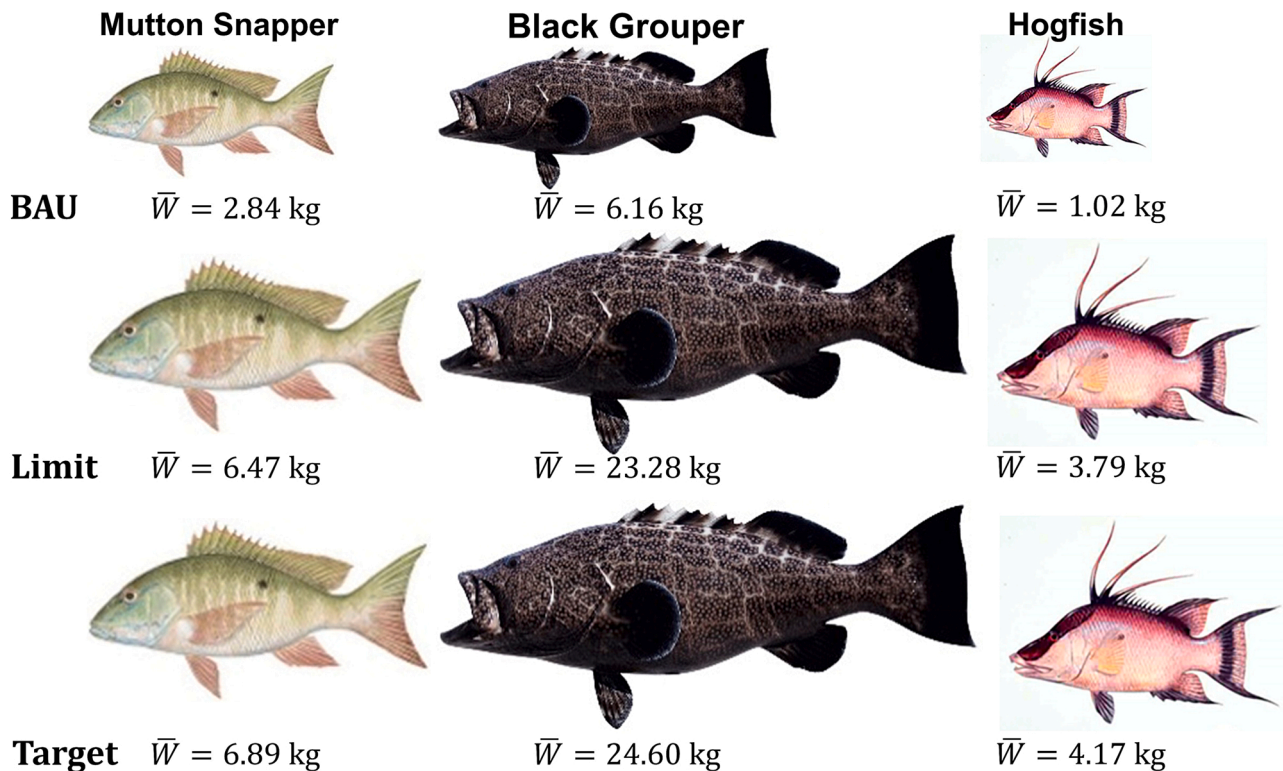 Mutton Snapper Black Grouper Hogfish
BAU W̅ = 2.84 kg W̅ = 6.16 kg W̅ = 1.02 kg
Limit W̅ = 6.47 kg W̅ = 23.28 kg W̅ = 3.79 kg
Target W̅ = 6.89 kg W̅ = 24.60 kg W̅ = 4.17 kg